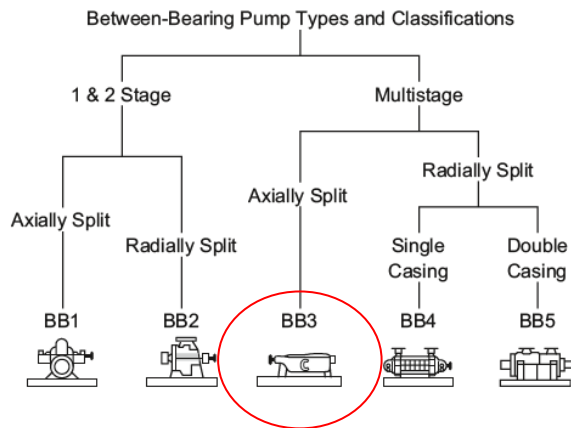 Between-Bearing Pump Types and Classifications
1 & 2 Stage
Multistage
Axially Split
Radially Split
Axially Split
Radially Split
Single
Casing
Double
Casing
BB1
BB2
BB3
BB4
BB5